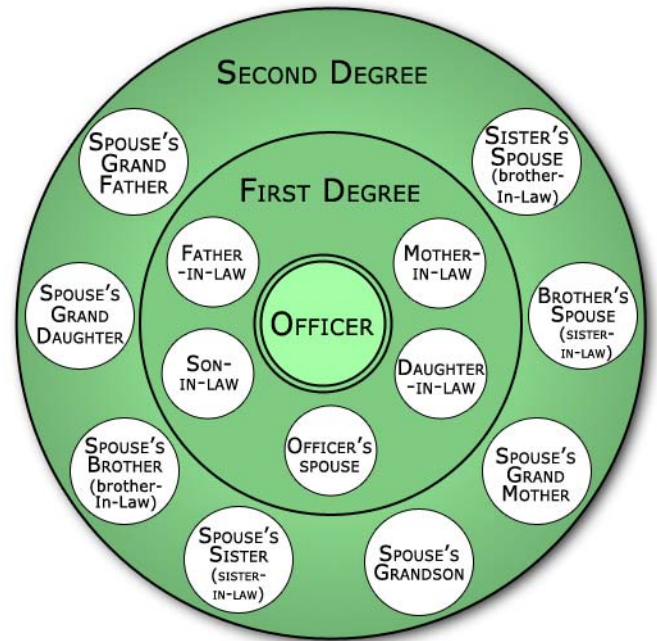 SECOND DEGREE
SPOUSE'S
GRAND
FATHER
SISTER'S
SPOUSE
(brother-
In-Law)
FIRST DEGREE
FATHER
-IN-LAW
MOTHER-
IN-LAW
SPOUSE'S
GRAND
DAUGHTER
OFFICER
BROTHER'S
SPOUSE
(SISTER-
IN-LAW)
SON-
IN-LAW
DAUGHTER
-IN-LAW
SPOUSE'S
BROTHER
(brother-
In-Law)
OFFICER'S
SPOUSE
SPOUSE'S
GRAND
MOTHER
SPOUSE'S
SISTER
(SISTER-
IN-LAW)
SPOUSE'S
GRANDSON